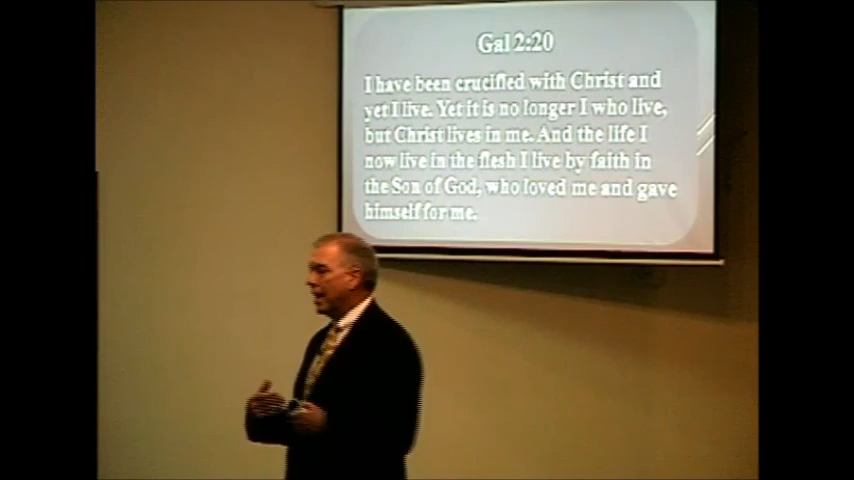 Gal 2:20
I have been crucified with Christ and
yet I live. Yet it is no longer I who live,
but Christ lives in me. And the life I
now live in the flesh I live by faith in
the Son of God, who loved me and gave
himself for me.